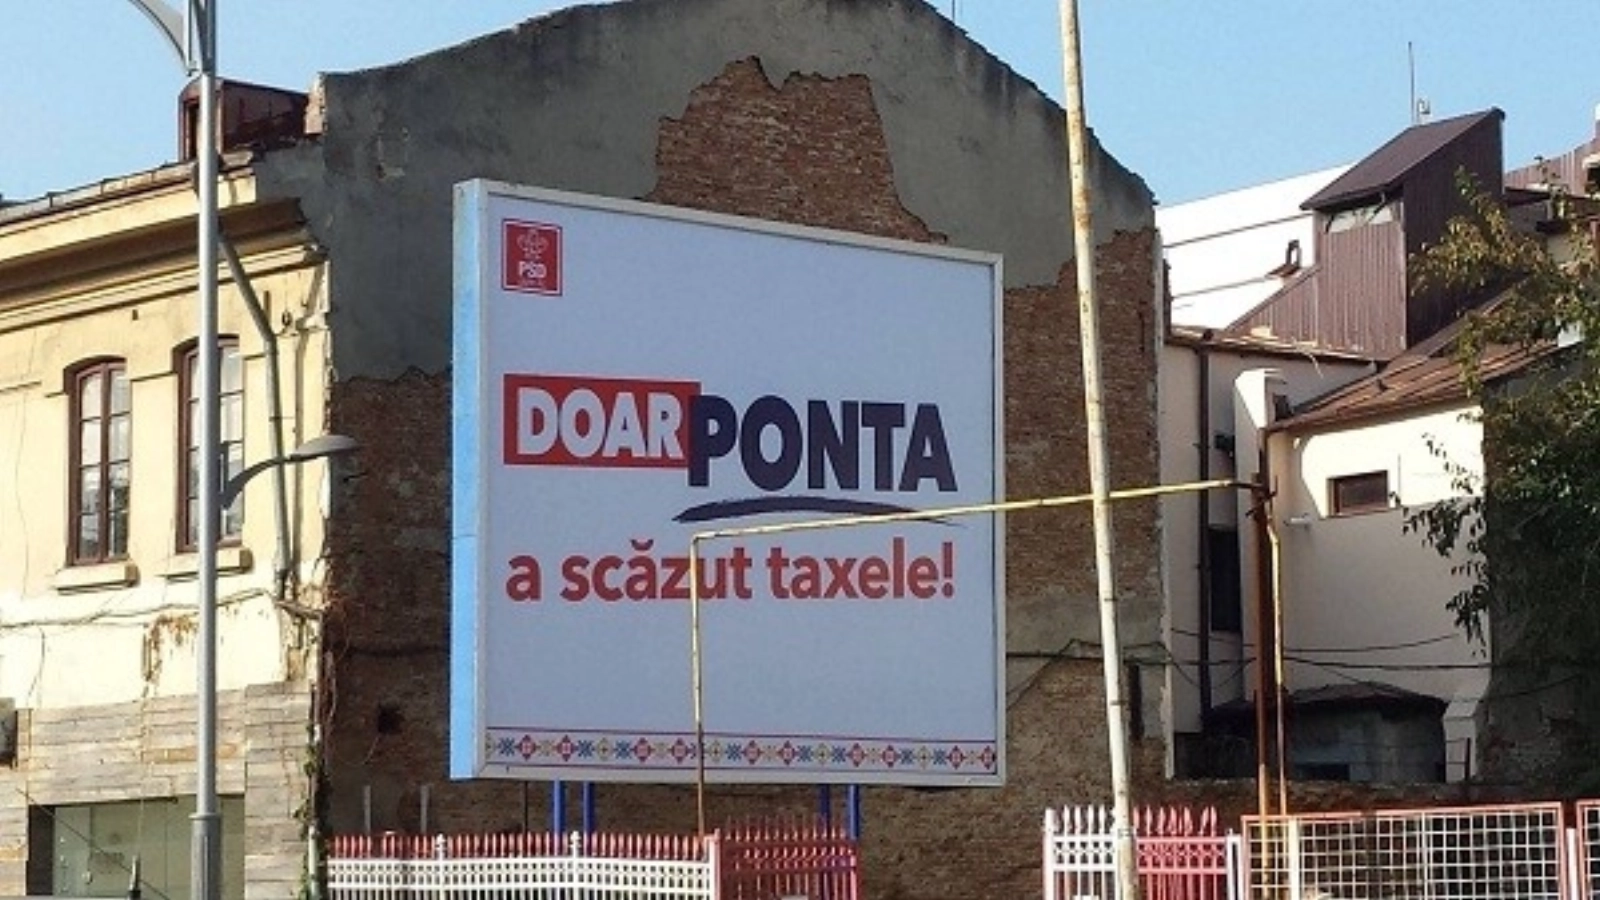 PSD
DOAR PONTA
a scăzut taxele!